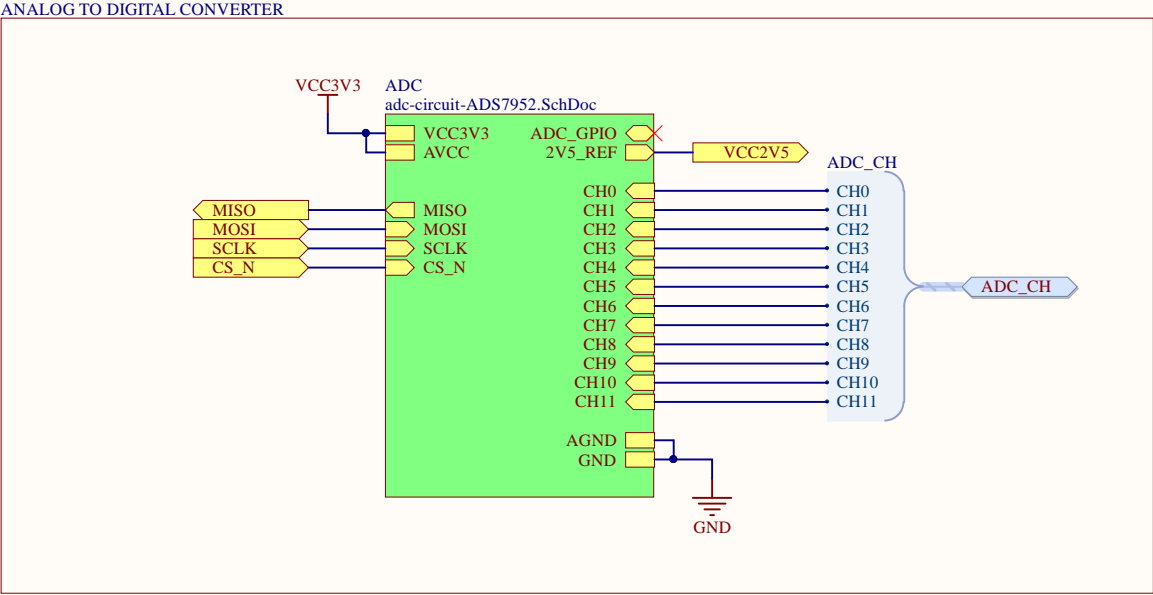 ANALOG TO DIGITAL CONVERTER
VCC3V3
ADC
adc-circuit-ADS7952.SchDoc
VCC3V3
AVCC
ADC_GPIO
2V5_REF
VCC2V5
MISO
MOSI
SCLK
CS_N
MISO
MOSI
SCLK
CS_N
CH0
CH1
CH2
CH3
CH4
CH5
CH6
CH7
CH8
CH9
CH10
CH11
AGND
GND
GND
ADC_CH
CH0
CH1
CH2
CH3
CH4
CH5
CH6
CH7
CH8
CH9
CH10
CH11
ADC_CH